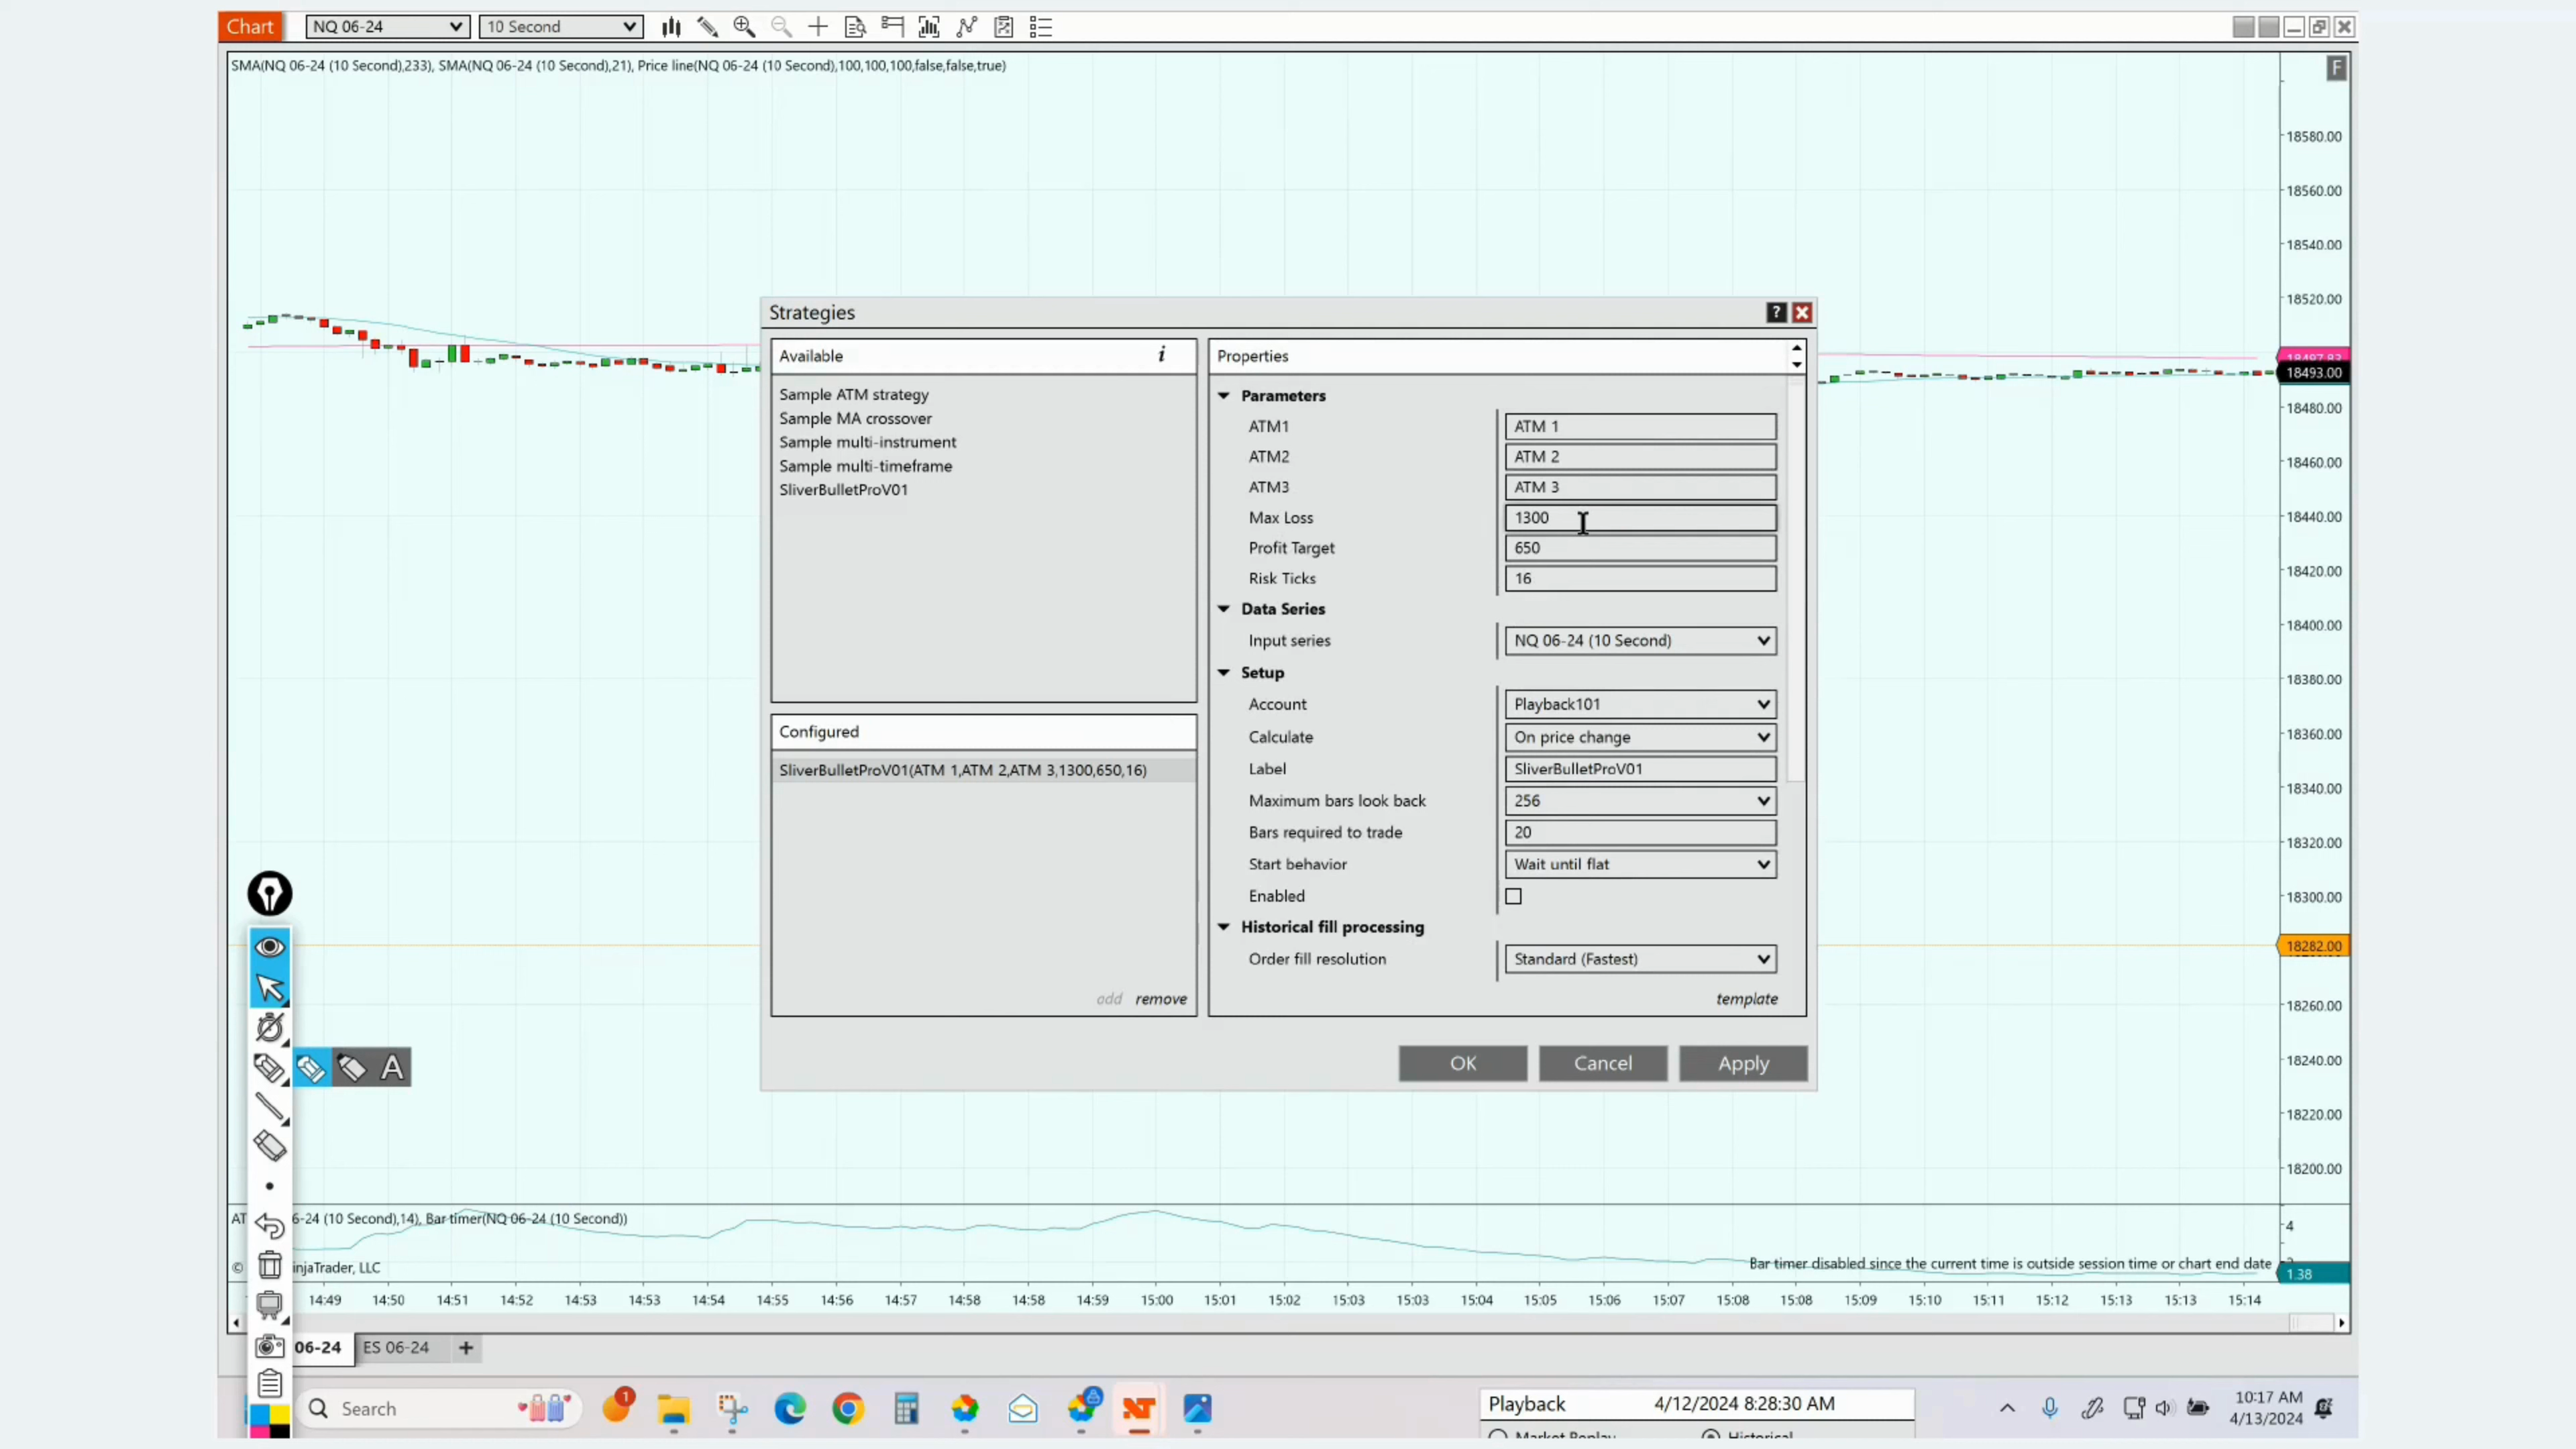 Chart NQ 06-24 10 Second
SMA(NQ 06-24 (10 Second),233), SMA(NQ 06-24 (10 Second),21), Price line(NQ 06-24 (10 Second),100,100,100,false,false,true)
F
18580.00
18560.00
18540.00
18520.00
18497.83
18493.00
18480.00
18460.00
18440.00
18420.00
18400.00
18380.00
18360.00
18340.00
18320.00
18300.00
18282.00
18260.00
18240.00
18220.00
18200.00
Strategies ?
Available i
Sample ATM strategy
Sample MA crossover
Sample multi-instrument
Sample multi-timeframe
SliverBulletProV01
Configured
SliverBulletProV01(ATM 1,ATM 2,ATM 3,1300,650,16)
add remove
Properties
Parameters
ATM1 ATM 1
ATM2 ATM 2
ATM3 ATM 3
Max Loss 1300
Profit Target 650
Risk Ticks 16
Data Series
Input series NQ 06-24 (10 Second)
Setup
Account Playback101
Calculate On price change
Label SliverBulletProV01
Maximum bars look back 256
Bars required to trade 20
Start behavior Wait until flat
Enabled
Historical fill processing
Order fill resolution Standard (Fastest)
template
OK Cancel Apply
A
AT 6-24 (10 Second),14), Bar timer(NQ 06-24 (10 Second))
4
© injaTrader, LLC
Bar timer disabled since the current time is outside session time or chart end date
1.38
14:49 14:50 14:51 14:52 14:53 14:53 14:54 14:55 14:56 14:57 14:58 14:58 14:59 15:00 15:01 15:02 15:03 15:03 15:04 15:05 15:06 15:07 15:08 15:08 15:09 15:10 15:11 15:12 15:13 15:13 15:14
06-24 ES 06-24 +
Search
1
Playback 4/12/2024 8:28:30 AM
Market Replay Historical
10:17 AM
4/13/2024